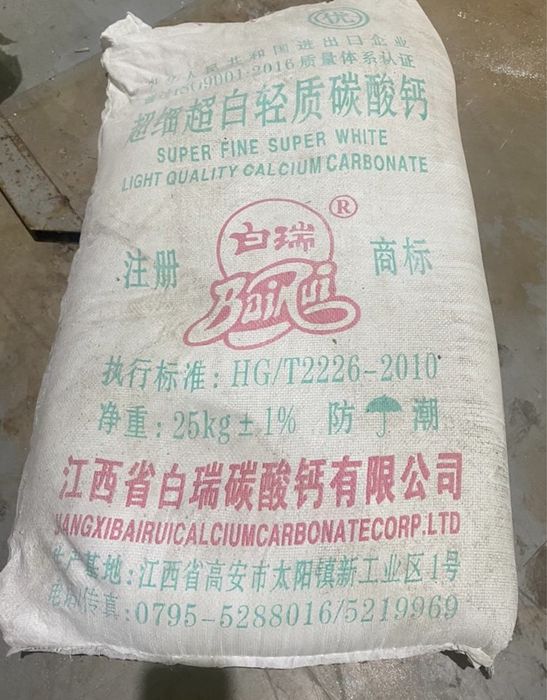 优
人民共和国进出口企业
ISO9001:2016质量体系认证
超细超白轻质碳酸钙
SUPER FINE SUPER WHITE
LIGHT QUALITY CALCIUM CARBONATE
白瑞 ®
注册 商标
BaiRui
执行标准: HG/T2226-2010
净重: 25kg±1% 防 潮
江西省白瑞碳酸钙有限公司
JIANGXIBAIRUICALCIUMCARBONATECORP.LTD
生产基地:江西省高安市太阳镇新工业区1号
电话/传真:0795-5288016/5219969